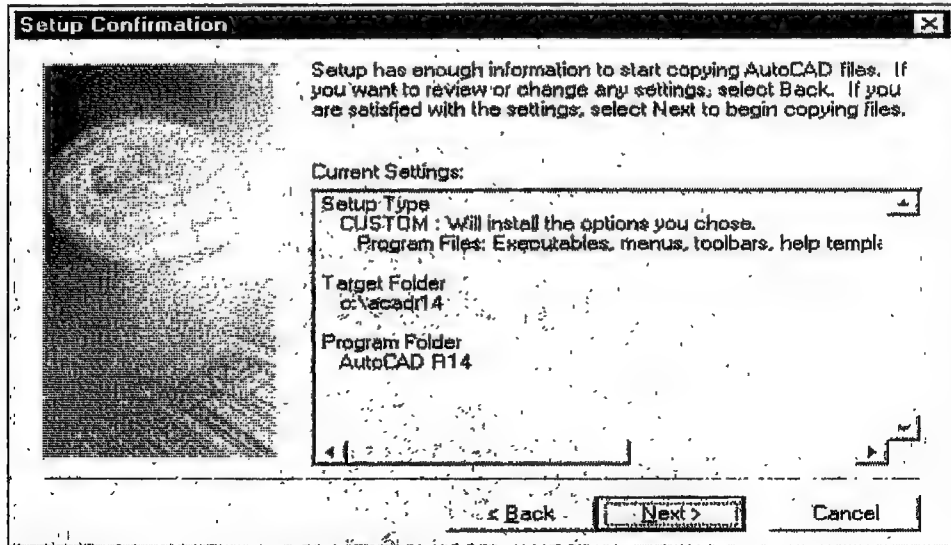 Setup Confirmation
Setup has enough information to start copying AutoCAD files. If
you want to review or change any settings, select Back. If you
are satisfied with the settings, select Next to begin copying files.
Current Settings:
Setup Type
CUSTOM : Will install the options you chose.
Program Files: Executables, menus, toolbars, help templa
Target Folder
c:\acadr14
Program Folder
AutoCAD R14
< Back
Next >
Cancel